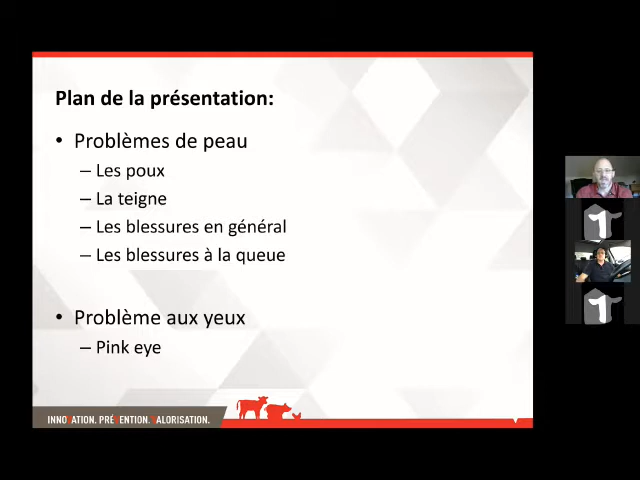 Plan de la présentation:
• Problèmes de peau
– Les poux
– La teigne
– Les blessures en général
– Les blessures à la queue
• Problème aux yeux
– Pink eye
INNOVATION. PRÉVENTION. VALORISATION.